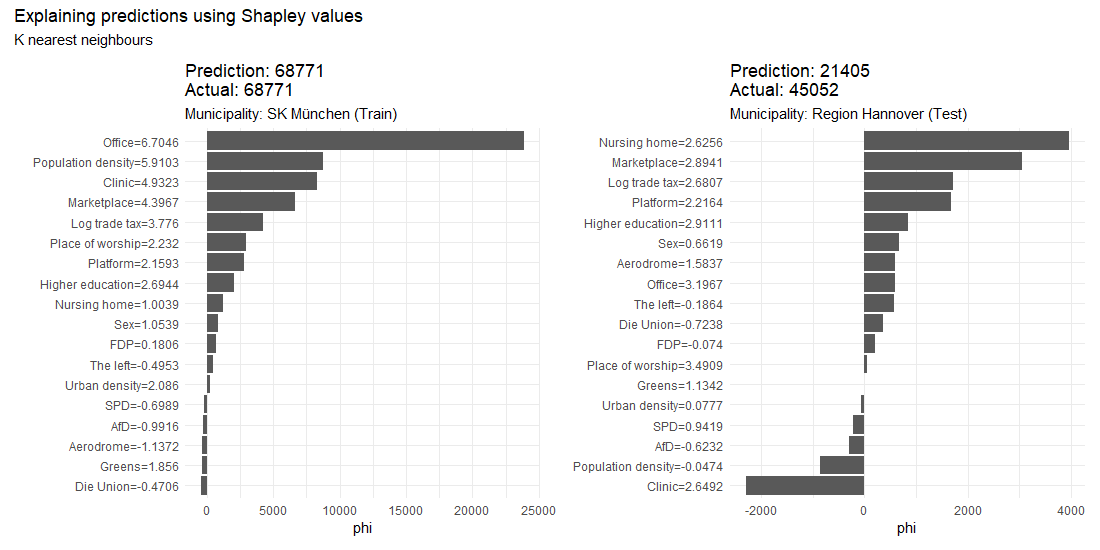 Explaining predictions using Shapley values
K nearest neighbours
Prediction: 68771
Actual: 68771
Municipality: SK München (Train)
Office=6.7046
Population density=5.9103
Clinic=4.9323
Marketplace=4.3967
Log trade tax=3.776
Place of worship=2.232
Platform=2.1593
Higher education=2.6944
Nursing home=1.0039
Sex=1.0539
FDP=0.1806
The left=-0.4953
Urban density=2.086
SPD=-0.6989
AfD=-0.9916
Aerodrome=-1.1372
Greens=1.856
Die Union=-0.4706
0 5000 10000 15000 20000 25000
phi
Prediction: 21405
Actual: 45052
Municipality: Region Hannover (Test)
Nursing home=2.6256
Marketplace=2.8941
Log trade tax=2.6807
Platform=2.2164
Higher education=2.9111
Sex=0.6619
Aerodrome=1.5837
Office=3.1967
The left=-0.1864
Die Union=-0.7238
FDP=-0.074
Place of worship=3.4909
Greens=1.1342
Urban density=0.0777
SPD=0.9419
AfD=-0.6232
Population density=-0.0474
Clinic=2.6492
-2000 0 2000 4000
phi